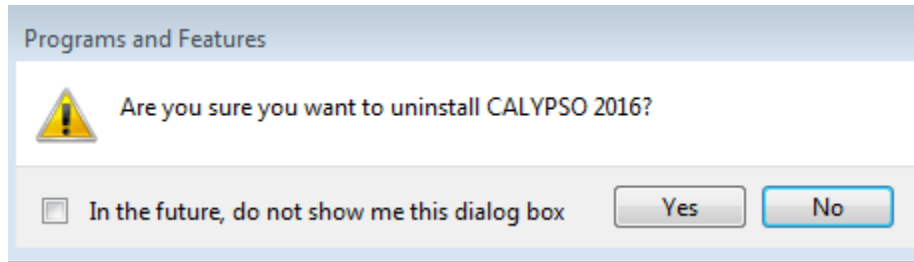 Programs and Features
Are you sure you want to uninstall CALYPSO 2016?
In the future, do not show me this dialog box
Yes
No